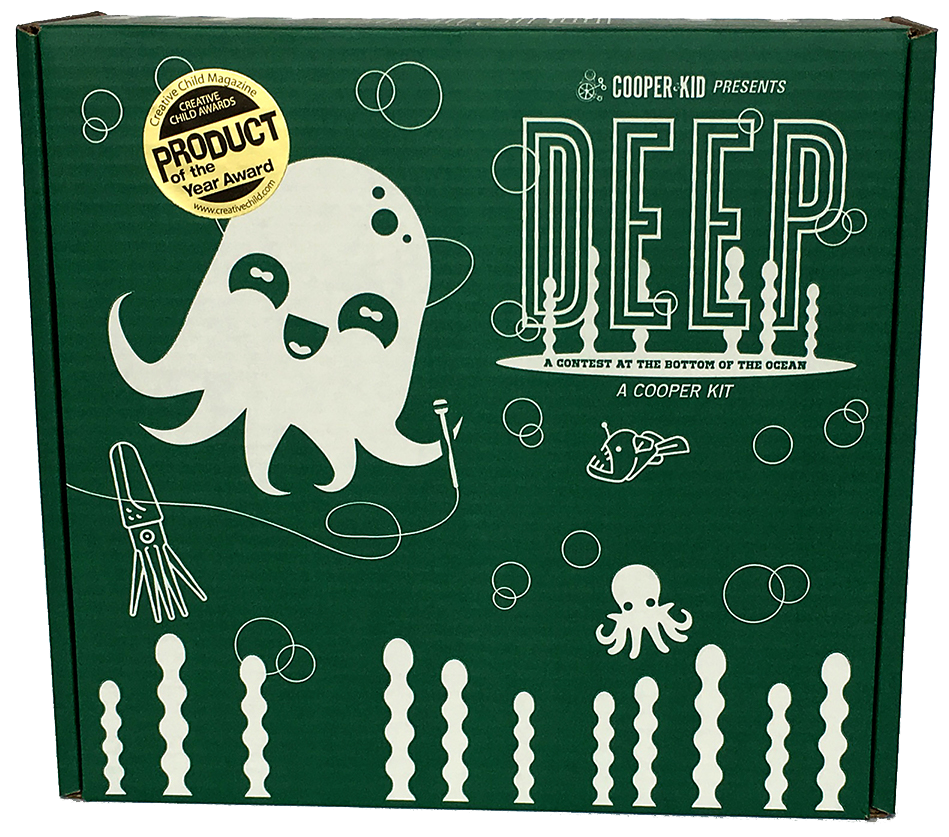 Creative Child Magazine
CREATIVE
CHILD AWARDS
PRODUCT
of the
Year Award
www.creativechild.com
COOPER & KID PRESENTS
DEEP
A CONTEST AT THE BOTTOM OF THE OCEAN
A COOPER KIT